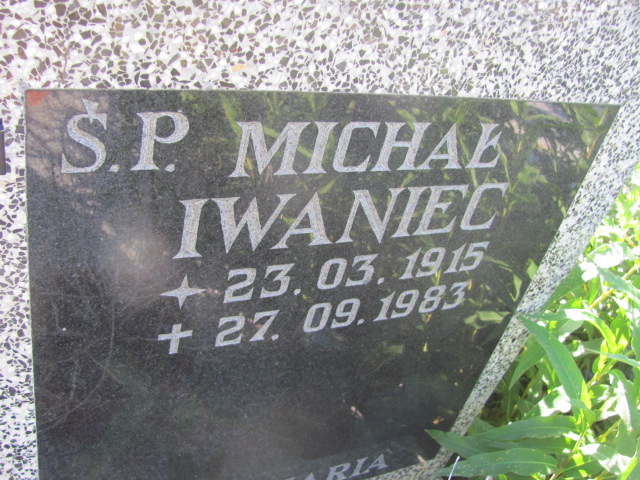 Ś.P. MICHAŁ
IWANIEC
✦ 23. 03. 1915
+ 27. 09. 1983